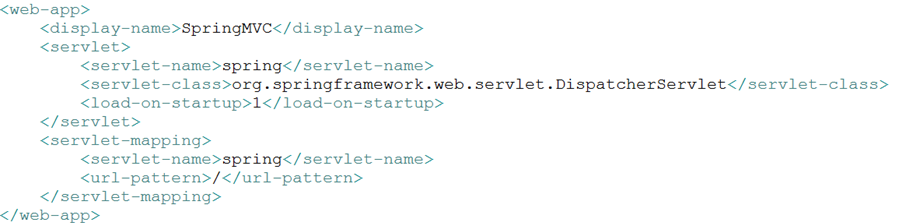 <web-app>
    <display-name>SpringMVC</display-name>
    <servlet>
        <servlet-name>spring</servlet-name>
        <servlet-class>org.springframework.web.servlet.DispatcherServlet</servlet-class>
        <load-on-startup>1</load-on-startup>
    </servlet>
    <servlet-mapping>
        <servlet-name>spring</servlet-name>
        <url-pattern>/</url-pattern>
    </servlet-mapping>
</web-app>